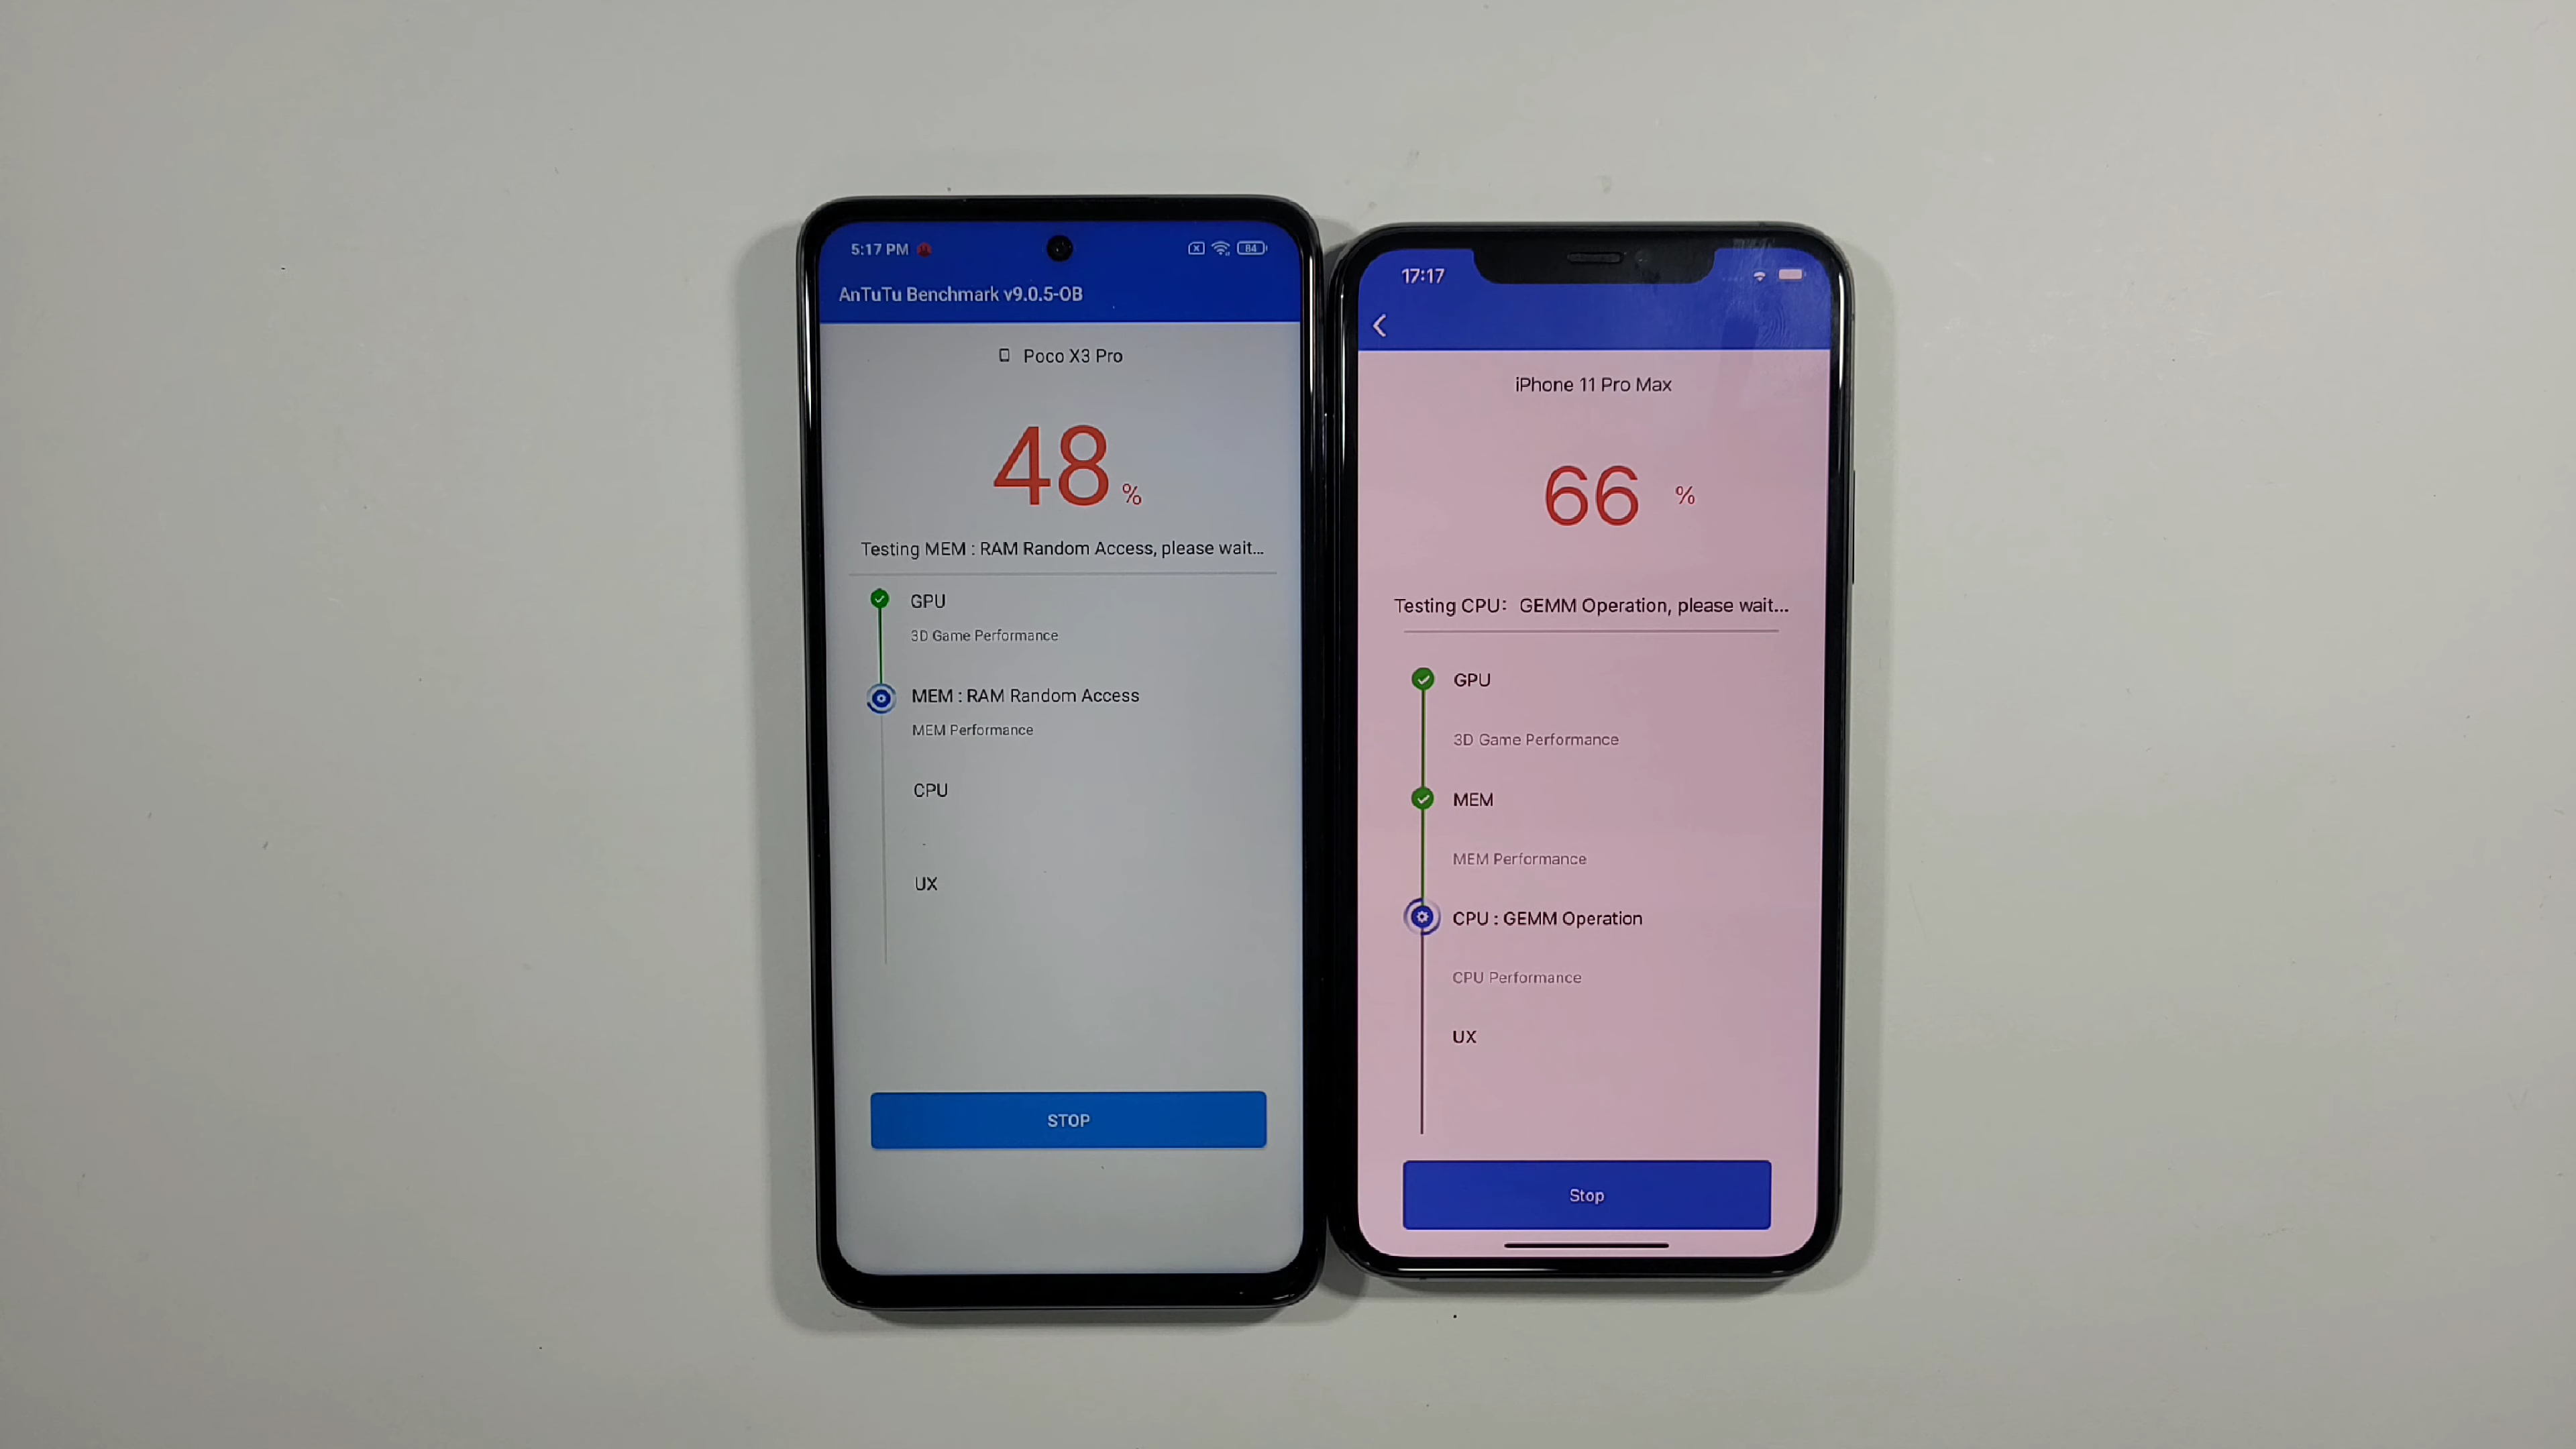 5:17 PM
84
AnTuTu Benchmark v9.0.5-OB
Poco X3 Pro
48 %
Testing MEM : RAM Random Access, please wait...
GPU
3D Game Performance
MEM : RAM Random Access
MEM Performance
CPU
UX
STOP
17:17
iPhone 11 Pro Max
66 %
Testing CPU: GEMM Operation, please wait...
GPU
3D Game Performance
MEM
MEM Performance
CPU : GEMM Operation
CPU Performance
UX
Stop